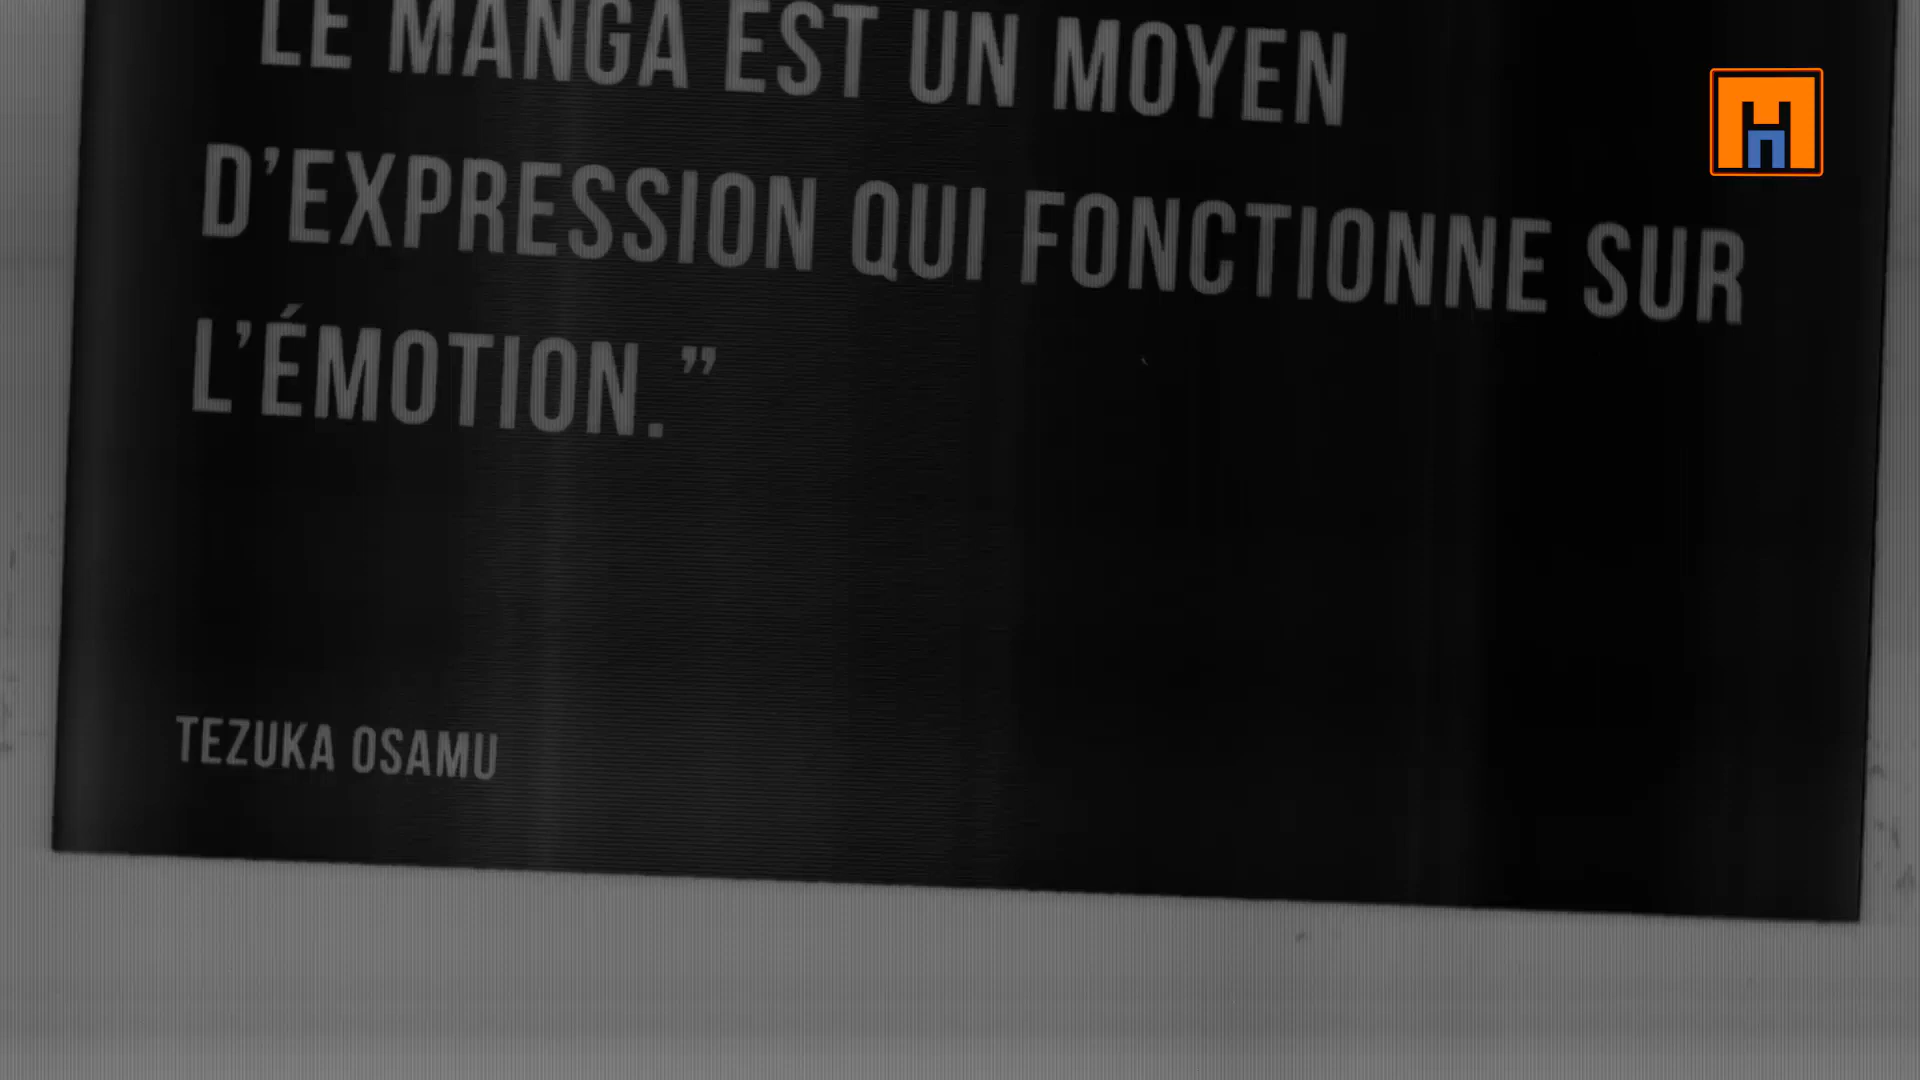 LE MANGA EST UN MOYEN
D’EXPRESSION QUI FONCTIONNE SUR
L’ÉMOTION.”
TEZUKA OSAMU